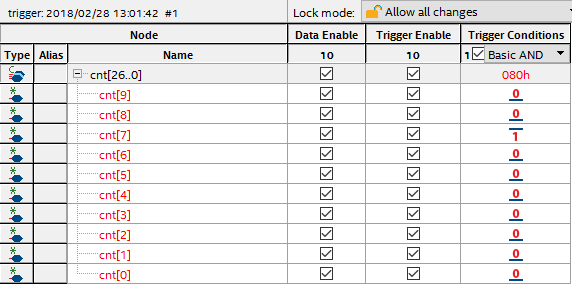 trigger: 2018/02/28 13:01:42 #1 Lock mode: Allow all changes
Node Data Enable Trigger Enable Trigger Conditions
Type Alias Name 10 10 1 Basic AND
cnt[26..0] 080h
cnt[9] 0
cnt[8] 0
cnt[7] 1
cnt[6] 0
cnt[5] 0
cnt[4] 0
cnt[3] 0
cnt[2] 0
cnt[1] 0
cnt[0] 0